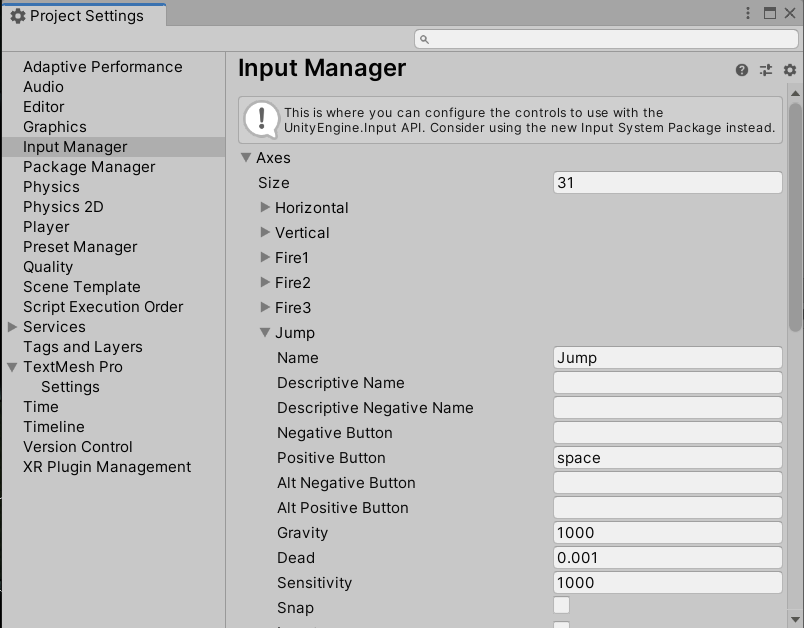 Project Settings
Adaptive Performance
Audio
Editor
Graphics
Input Manager
Package Manager
Physics
Physics 2D
Player
Preset Manager
Quality
Scene Template
Script Execution Order
Services
Tags and Layers
TextMesh Pro
Settings
Time
Timeline
Version Control
XR Plugin Management
Input Manager
This is where you can configure the controls to use with the
UnityEngine.Input API. Consider using the new Input System Package instead.
Axes
Size 31
Horizontal
Vertical
Fire1
Fire2
Fire3
Jump
Name Jump
Descriptive Name
Descriptive Negative Name
Negative Button
Positive Button space
Alt Negative Button
Alt Positive Button
Gravity 1000
Dead 0.001
Sensitivity 1000
Snap